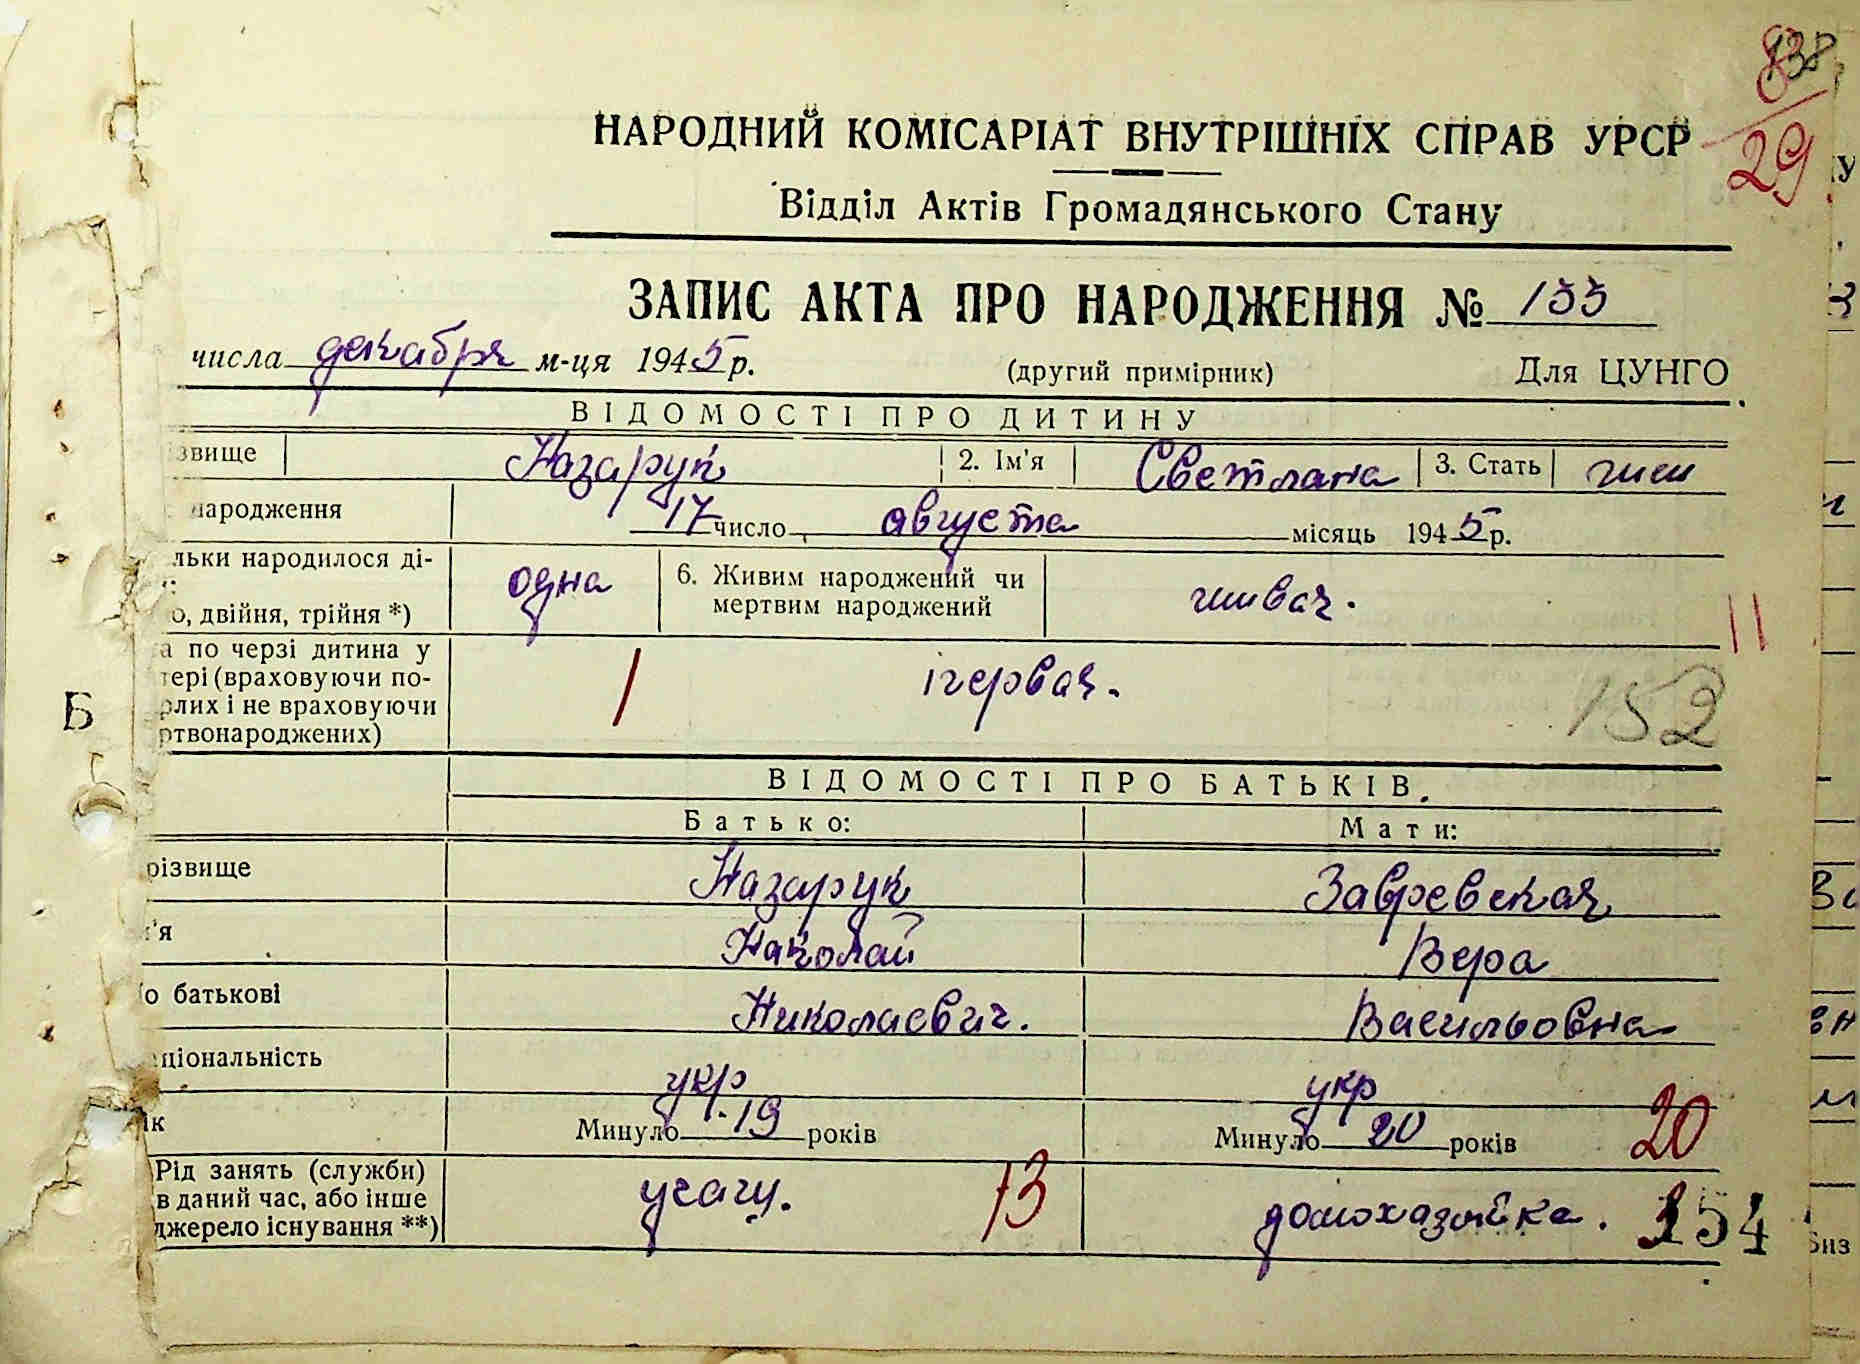 138
8
29
НАРОДНИЙ КОМІСАРІАТ ВНУТРІШНІХ СПРАВ УРСР
Відділ Актів Громадянського Стану
ЗАПИС АКТА ПРО НАРОДЖЕННЯ № 133
числа декабря м-ця 1945 р. (другий примірник) Для ЦУНГО
ВІДОМОСТІ ПРО ДИТИНУ
звище Назарук 2. Ім'я Светлана 3. Стать жен
народження 17 число августа місяць 1945 р.
льки народилося ді-
о, двійня, трійня *) одна 6. Живим народжений чи мертвим народжений живая.
11
а по черзі дитина у
тері (враховуючи по-
рлих і не враховуючи
ртвонароджених) 1 первая.
152
Б
ВІДОМОСТІ ПРО БАТЬКІВ.
Батько: Мати:
різвище Назарук Завревская
м'я Николай Вера
о батькові Николаевич. Васильовна
ціональність укр укр
ік Минуло 19 років Минуло 20 років 20
Рід занять (служби)
в даний час, або інше
джерело існування **) 13 домохазяйка. 154